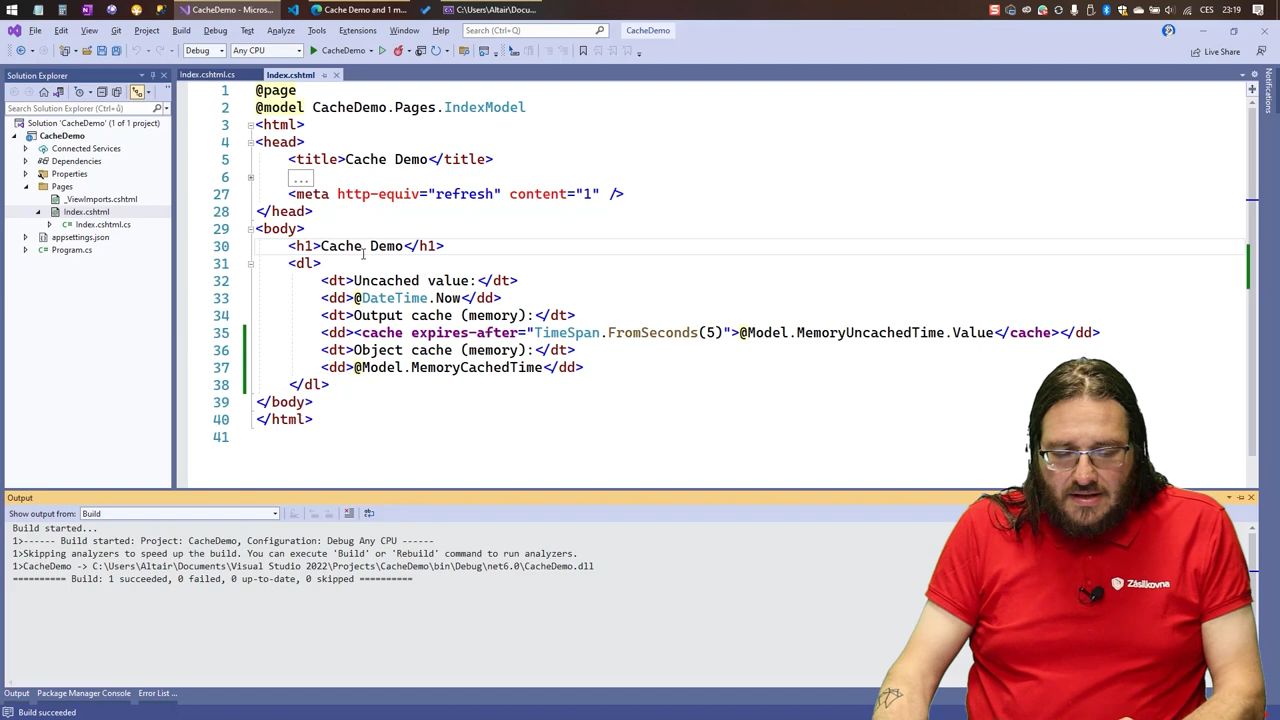 CacheDemo - Micros...
CacheDemo and 1 m...
C:\Users\Altair\Docu...
CES
23:19
File Edit View Git Project Build Debug Test Analyze Tools Extensions Window Help
Search (Ctrl+Q)
CacheDemo
Debug
Any CPU
CacheDemo
Live Share
Solution Explorer
Search Solution Explorer (Ctrl+ů)
Solution 'CacheDemo' (1 of 1 project)
CacheDemo
Connected Services
Dependencies
Properties
Pages
_ViewImports.cshtml
Index.cshtml
Index.cshtml.cs
appsettings.json
Program.cs
Index.cshtml.cs
Index.cshtml
1 @page
2 @model CacheDemo.Pages.IndexModel
3 <html>
4 <head>
5 <title>Cache Demo</title>
6 ...
27 <meta http-equiv="refresh" content="1" />
28 </head>
29 <body>
30 <h1>Cache Demo</h1>
31 <dl>
32 <dt>Uncached value:</dt>
33 <dd>@DateTime.Now</dd>
34 <dt>Output cache (memory):</dt>
35 <dd><cache expires-after="TimeSpan.FromSeconds(5)">@Model.MemoryUncachedTime.Value</cache></dd>
36 <dt>Object cache (memory):</dt>
37 <dd>@Model.MemoryCachedTime</dd>
38 </dl>
39 </body>
40 </html>
41
Notifications
Output
Show output from: Build
Build started...
1>------ Build started: Project: CacheDemo, Configuration: Debug Any CPU ------
1>Skipping analyzers to speed up the build. You can execute 'Build' or 'Rebuild' command to run analyzers.
1>CacheDemo -> C:\Users\Altair\Documents\Visual Studio 2022\Projects\CacheDemo\bin\Debug\net6.0\CacheDemo.dll
========== Build: 1 succeeded, 0 failed, 0 up-to-date, 0 skipped ==========
Zásilkovna
Output
Package Manager Console
Error List ...
Build succeeded